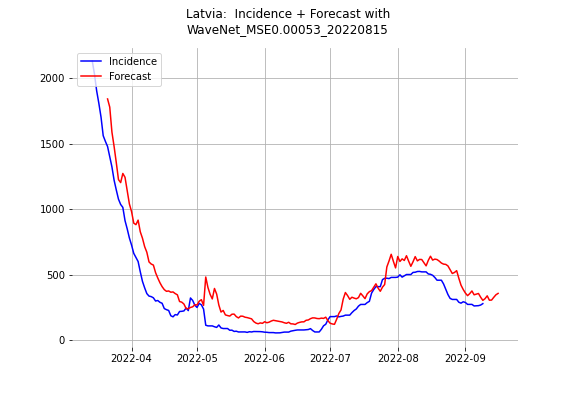 Latvia:  Incidence + Forecast with
WaveNet_MSE0.00053_20220815
Incidence
Forecast
2000
1500
1000
500
0
2022-04
2022-05
2022-06
2022-07
2022-08
2022-09